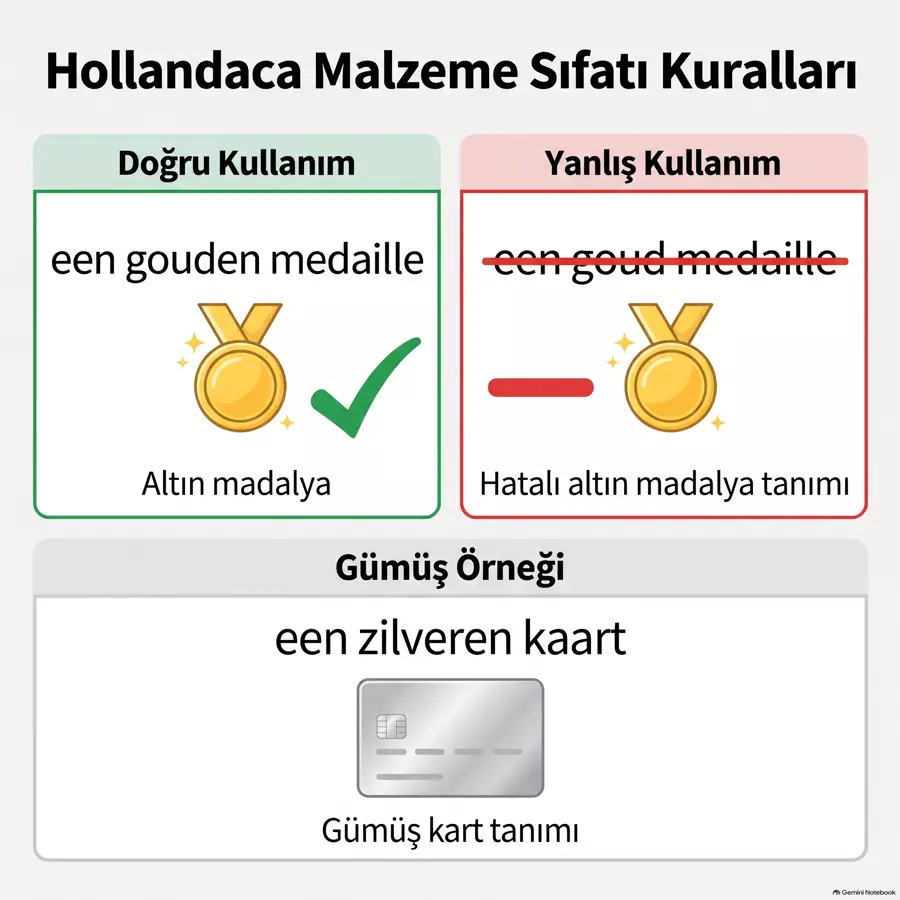 Hollandaca Malzeme Sıfatı Kuralları
Doğru Kullanım
een gouden medaille
Altın madalya
Yanlış Kullanım
een goud medaille
Hatalı altın madalya tanımı
Gümüş Örneği
een zilveren kaart
Gümüş kart tanımı
Gemini Notebook